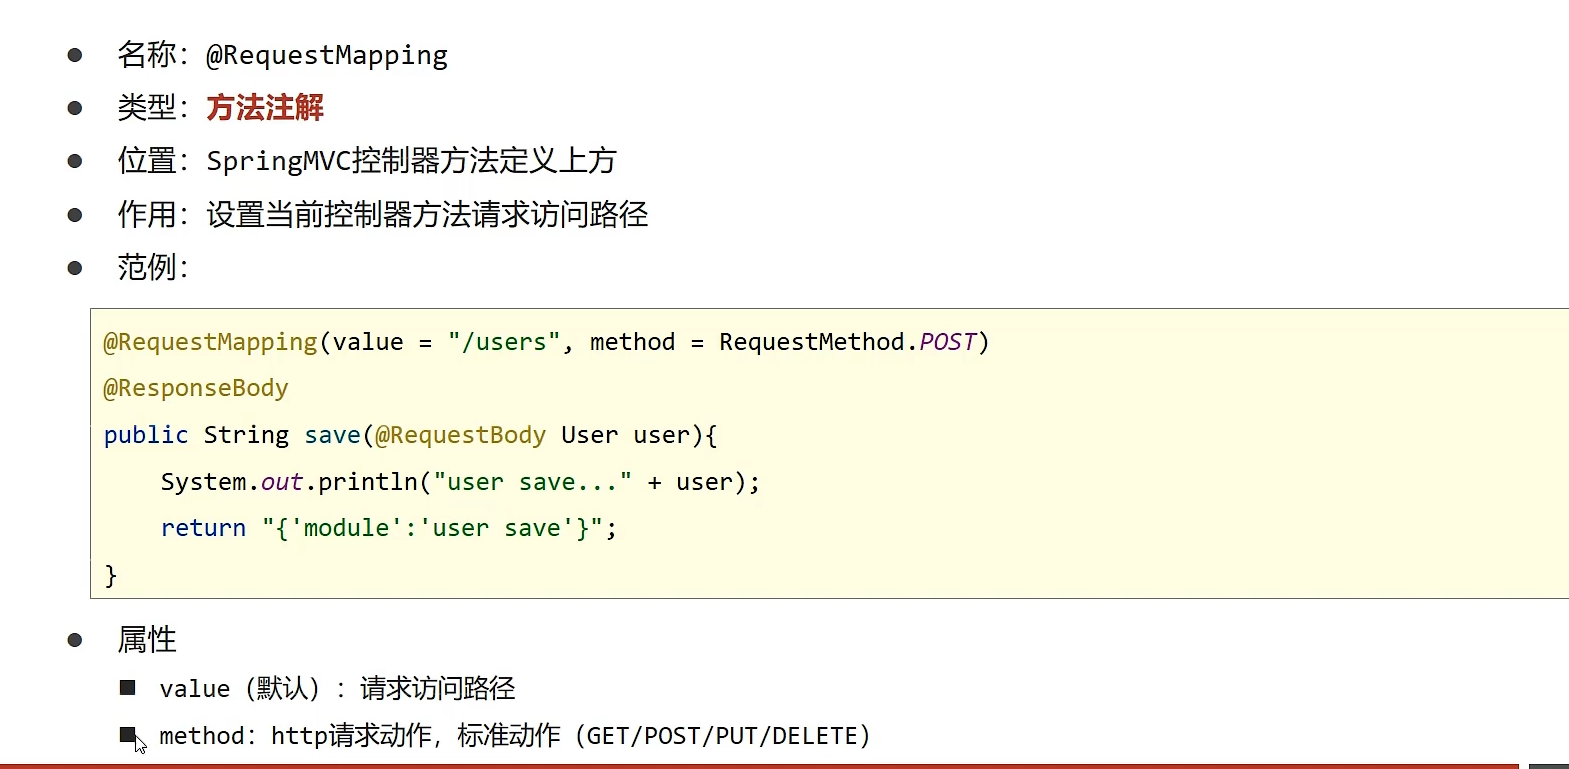 名称：@RequestMapping
类型：方法注解
位置：SpringMVC控制器方法定义上方
作用：设置当前控制器方法请求访问路径
范例：
@RequestMapping(value = "/users", method = RequestMethod.POST)
@ResponseBody
public String save(@RequestBody User user){
    System.out.println("user save..." + user);
    return "{'module':'user save'}";
}
属性
value（默认）：请求访问路径
method：http请求动作，标准动作（GET/POST/PUT/DELETE）